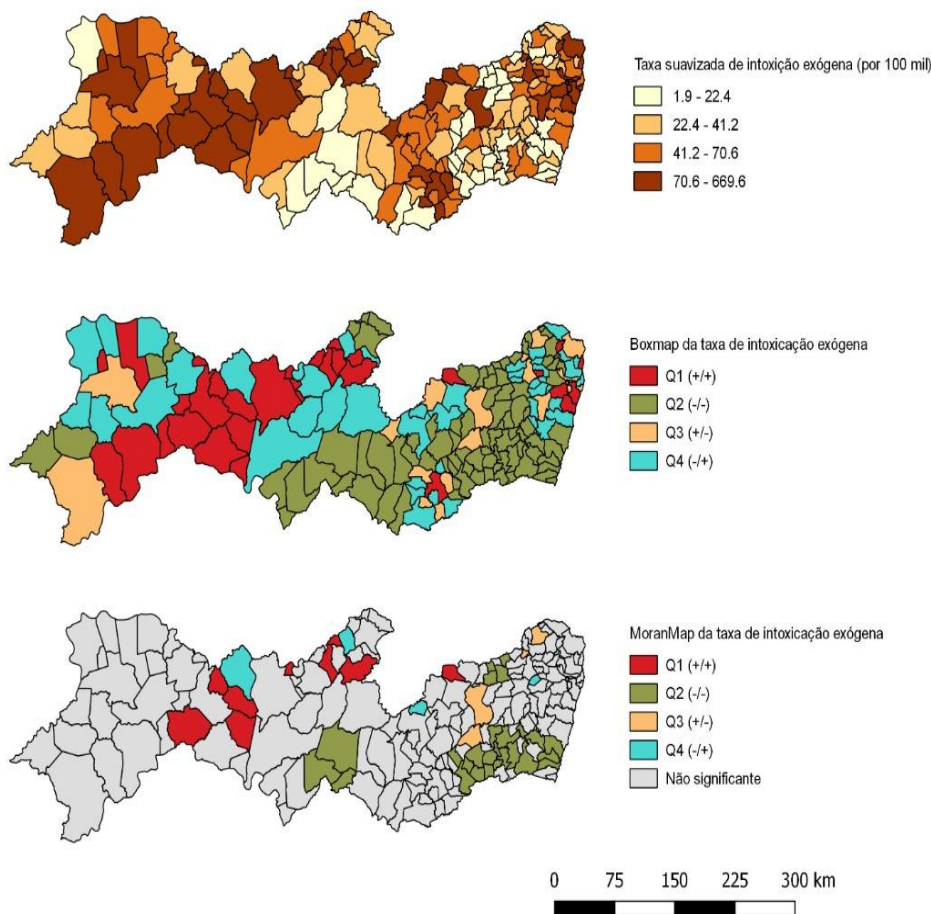 Taxa suavizada de intoxição exógena (por 100 mil)
1.9 - 22.4
22.4 - 41.2
41.2 - 70.6
70.6 - 669.6
Boxmap da taxa de intoxicação exógena
Q1 (+/+)
Q2 (-/-)
Q3 (+/-)
Q4 (-/+)
MoranMap da taxa de intoxicação exógena
Q1 (+/+)
Q2 (-/-)
Q3 (+/-)
Q4 (-/+)
Não significante
0 75 150 225 300 km